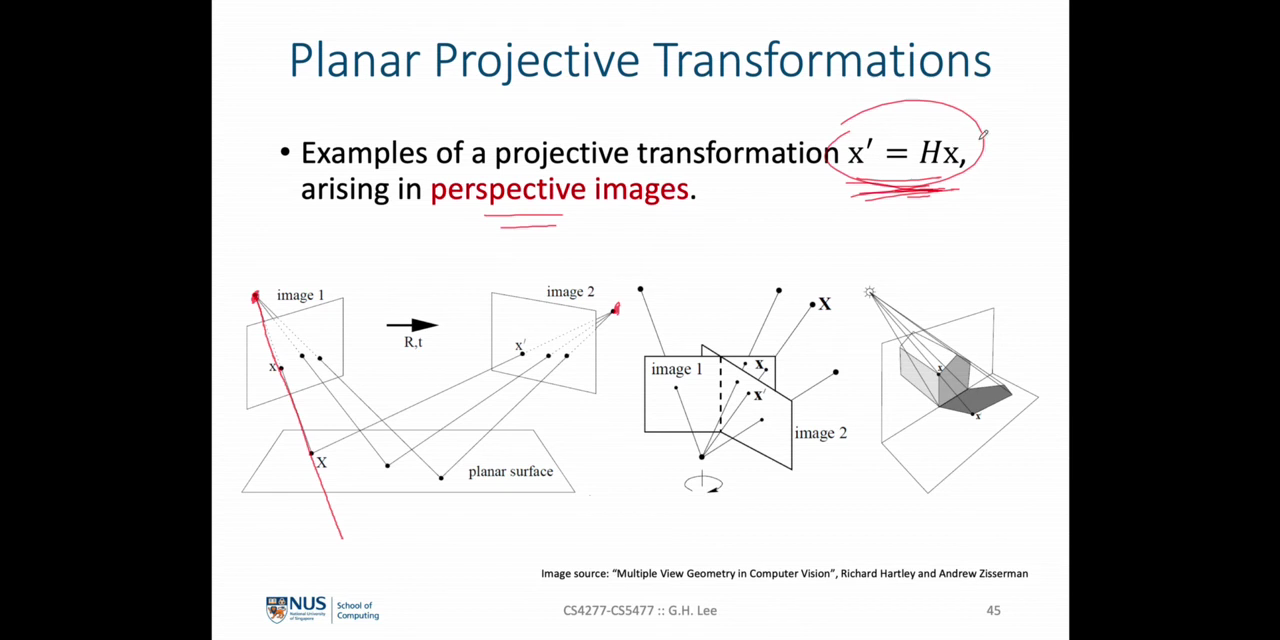 Planar Projective Transformations
• Examples of a projective transformation x′ = Hx,
arising in perspective images.
image 1
R,t
image 2
x
x′
X
planar surface
X
image 1
x
x′
image 2
x
x
Image source: “Multiple View Geometry in Computer Vision”, Richard Hartley and Andrew Zisserman
NUS
National University
of Singapore
School of
Computing
CS4277-CS5477 :: G.H. Lee
45